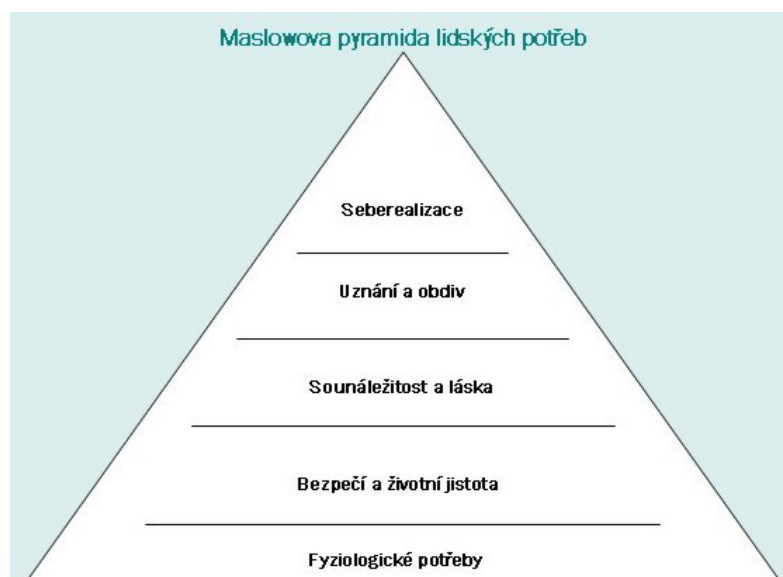 Maslowova pyramida lidských potřeb
Seberealizace
Uznání a obdiv
Sounáležitost a láska
Bezpečí a životní jistota
Fyziologické potřeby